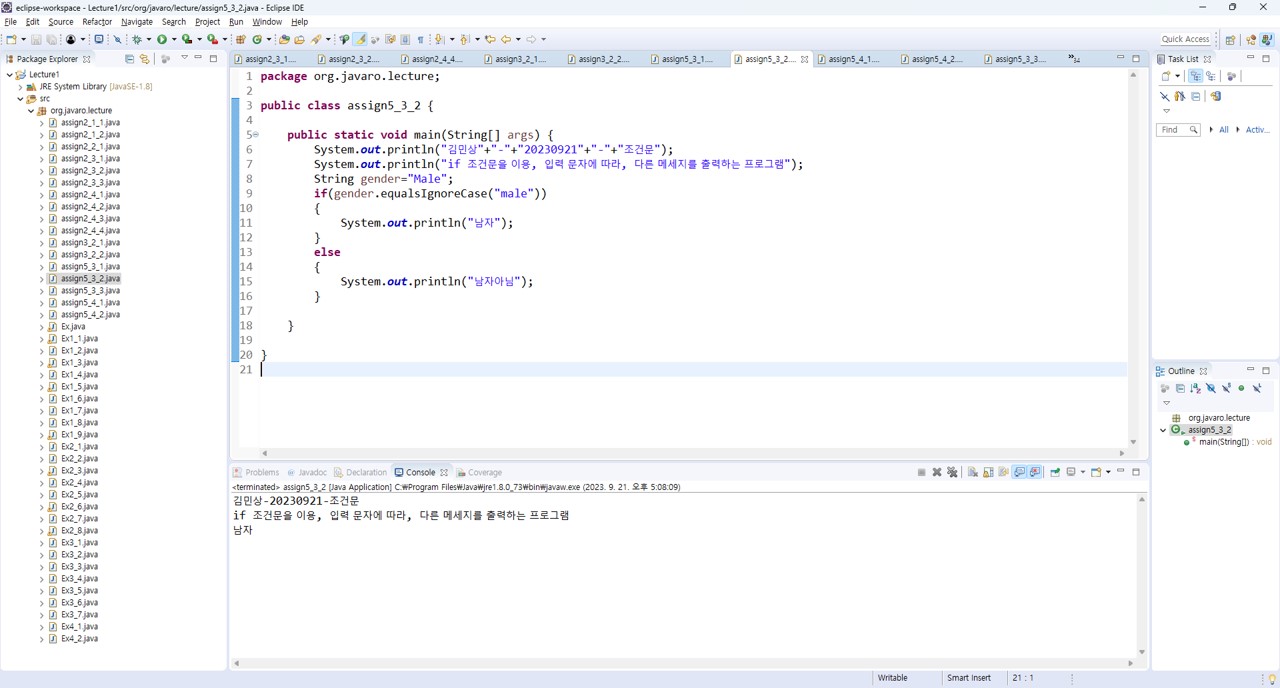 eclipse-workspace - Lecture1/src/org/javaro/lecture/assign5_3_2.java - Eclipse IDE
File Edit Source Refactor Navigate Search Project Run Window Help
Quick Access
Package Explorer
Lecture1
JRE System Library [JavaSE-1.8]
src
org.javaro.lecture
assign2_1_1.java
assign2_1_2.java
assign2_2_1.java
assign2_3_1.java
assign2_3_2.java
assign2_3_3.java
assign2_4_1.java
assign2_4_2.java
assign2_4_3.java
assign2_4_4.java
assign3_2_1.java
assign3_2_2.java
assign5_3_1.java
assign5_3_2.java
assign5_3_3.java
assign5_4_1.java
assign5_4_2.java
Ex.java
Ex1_1.java
Ex1_2.java
Ex1_3.java
Ex1_4.java
Ex1_5.java
Ex1_6.java
Ex1_7.java
Ex1_8.java
Ex1_9.java
Ex2_1.java
Ex2_2.java
Ex2_3.java
Ex2_4.java
Ex2_5.java
Ex2_6.java
Ex2_7.java
Ex2_8.java
Ex3_1.java
Ex3_2.java
Ex3_3.java
Ex3_4.java
Ex3_5.java
Ex3_6.java
Ex3_7.java
Ex4_1.java
Ex4_2.java
assign2_3_1.... assign2_3_2.... assign2_4_4.... assign3_2_1.... assign3_2_2.... assign5_3_1.... assign5_3_2.... assign5_4_1.... assign5_4_2.... assign5_3_3....
1 package org.javaro.lecture;
2
3 public class assign5_3_2 {
4
5 public static void main(String[] args) {
6 System.out.println("김민상"+"-"+"20230921"+"-"+"조건문");
7 System.out.println("if 조건문을 이용, 입력 문자에 따라, 다른 메세지를 출력하는 프로그램");
8 String gender="Male";
9 if(gender.equalsIgnoreCase("male"))
10 {
11 System.out.println("남자");
12 }
13 else
14 {
15 System.out.println("남자아님");
16 }
17
18 }
19
20 }
21
Problems Javadoc Declaration Console Coverage
<terminated> assign5_3_2 [Java Application] C:₩Program Files₩Java₩jre1.8.0_73₩bin₩javaw.exe (2023. 9. 21. 오후 5:08:09)
김민상-20230921-조건문
if 조건문을 이용, 입력 문자에 따라, 다른 메세지를 출력하는 프로그램
남자
Task List
Find All Activ...
Outline
org.javaro.lecture
assign5_3_2
main(String[]) : void
Writable Smart Insert 21 : 1